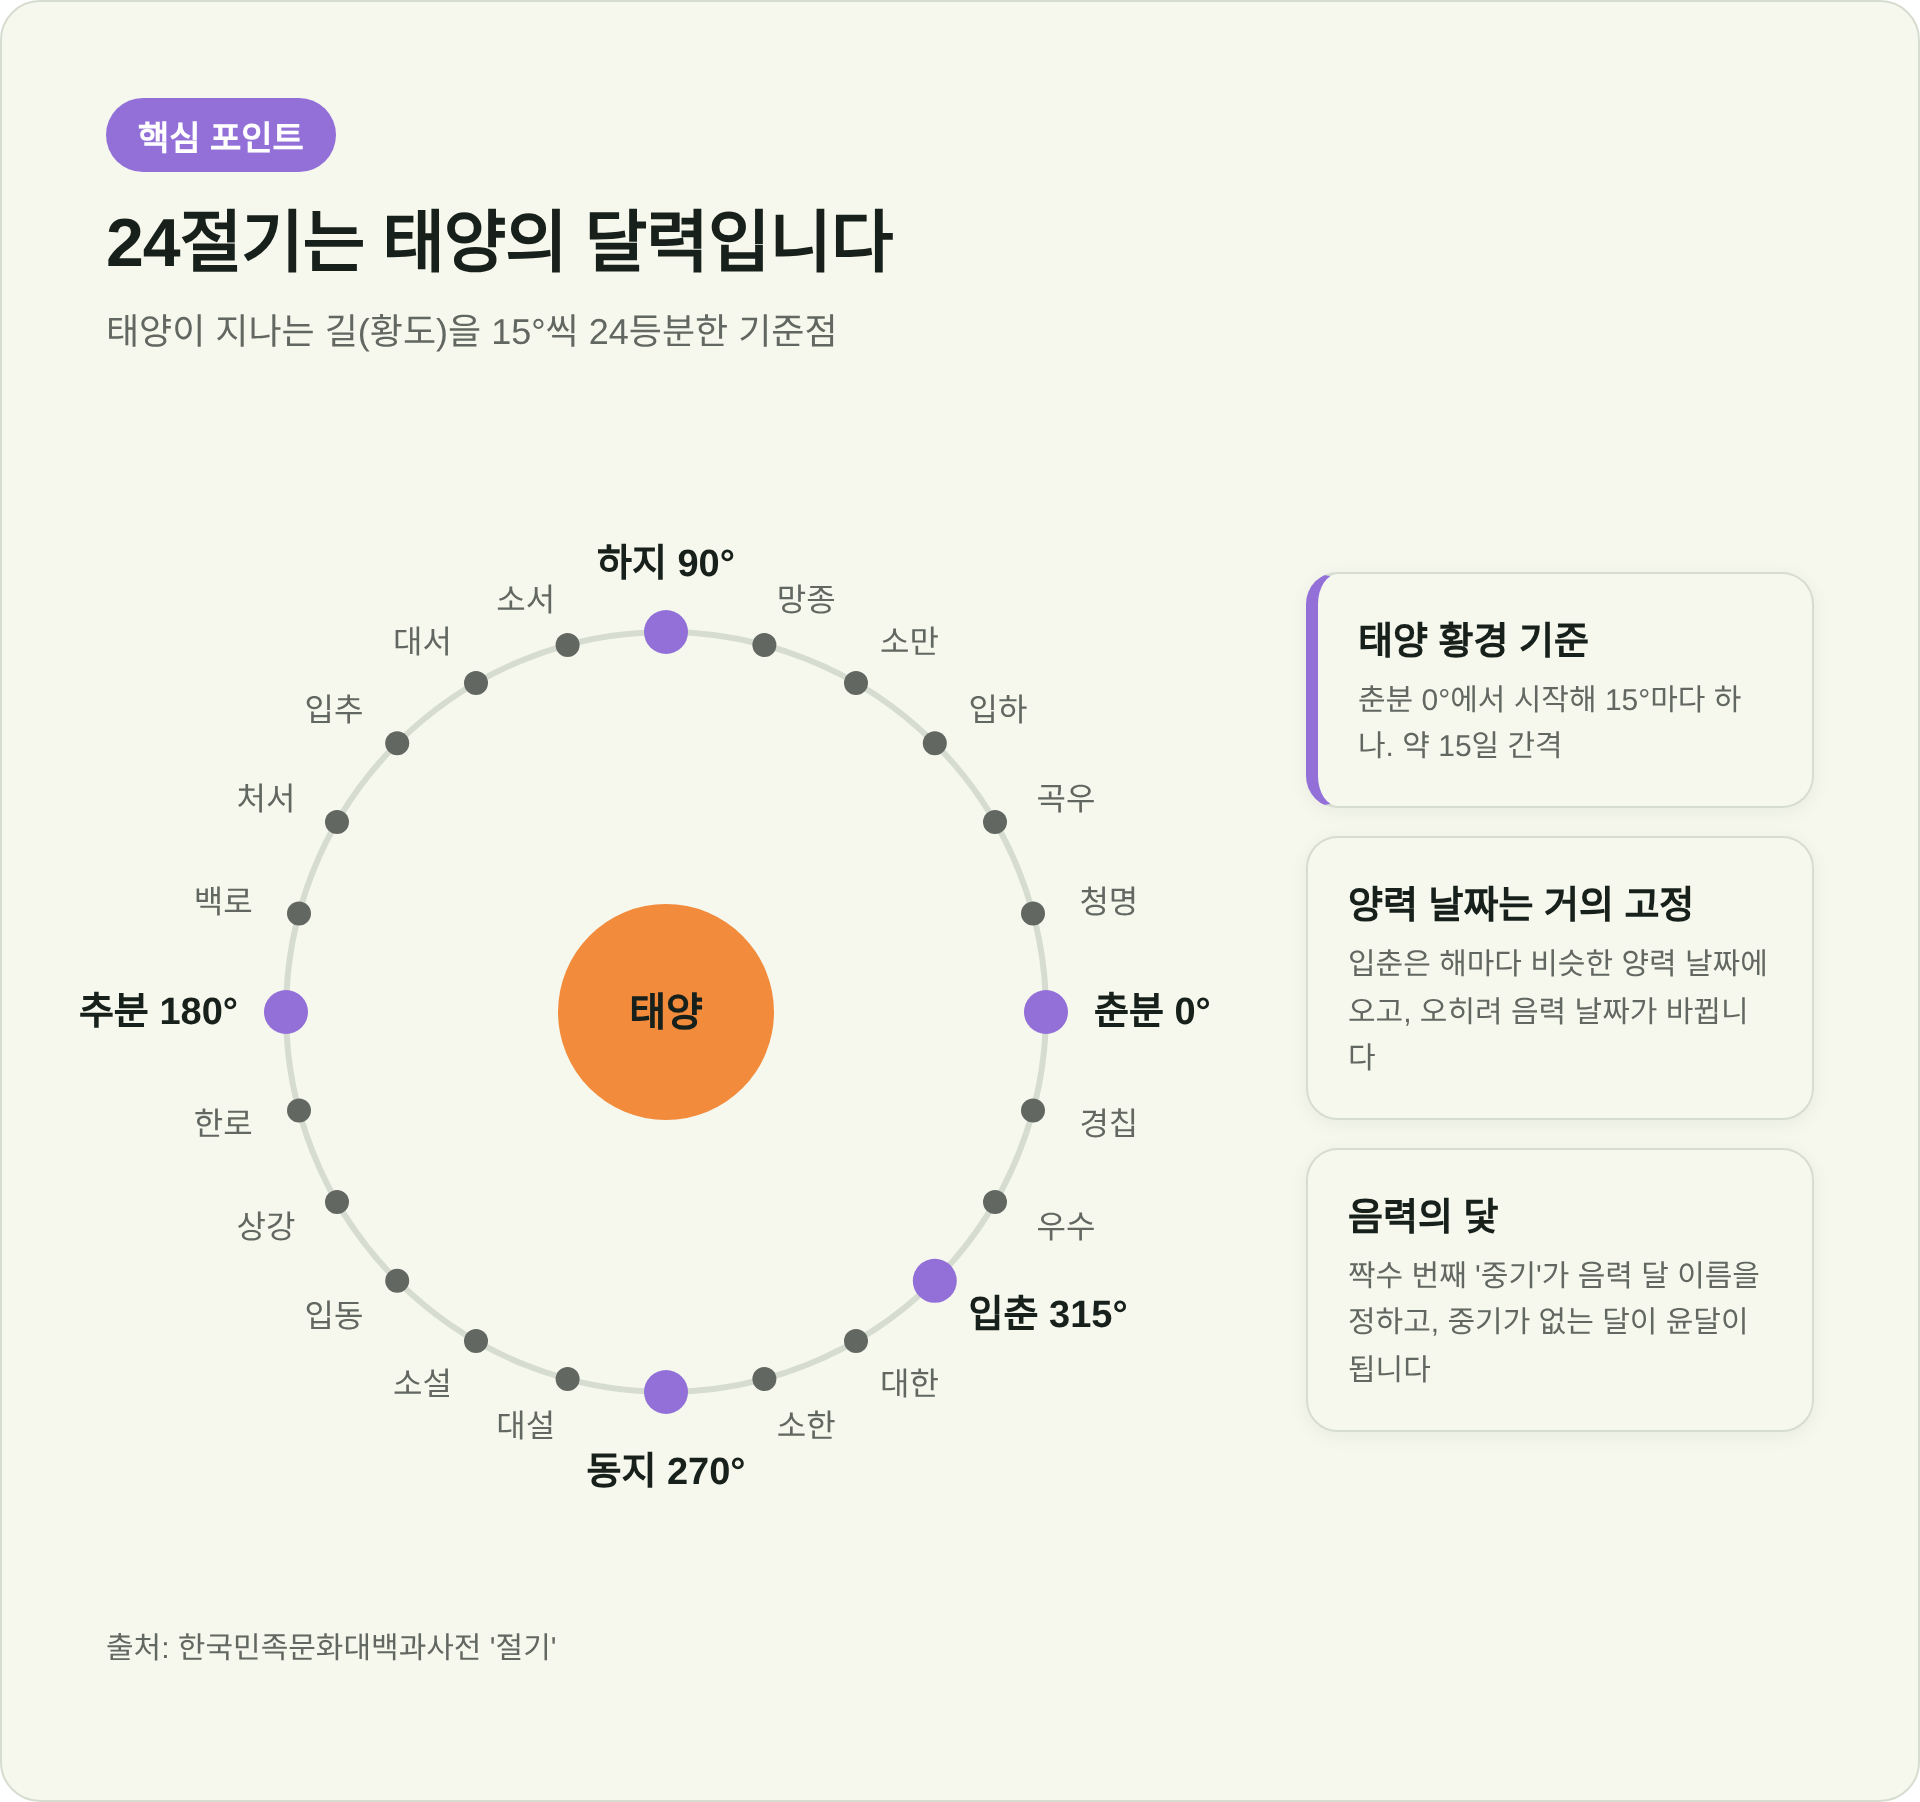 핵심 포인트
24절기는 태양의 달력입니다
태양이 지나는 길(황도)을 15°씩 24등분한 기준점
하지 90°
소서
망종
대서
소만
입추
입하
처서
곡우
백로
청명
추분 180°
태양
춘분 0°
한로
경칩
상강
우수
입동
입춘 315°
소설
대한
대설
소한
동지 270°
태양 황경 기준
춘분 0°에서 시작해 15°마다 하
나. 약 15일 간격
양력 날짜는 거의 고정
입춘은 해마다 비슷한 양력 날짜에
오고, 오히려 음력 날짜가 바뀝니
다
음력의 닻
짝수 번째 '중기'가 음력 달 이름을
정하고, 중기가 없는 달이 윤달이
됩니다
출처: 한국민족문화대백과사전 '절기'